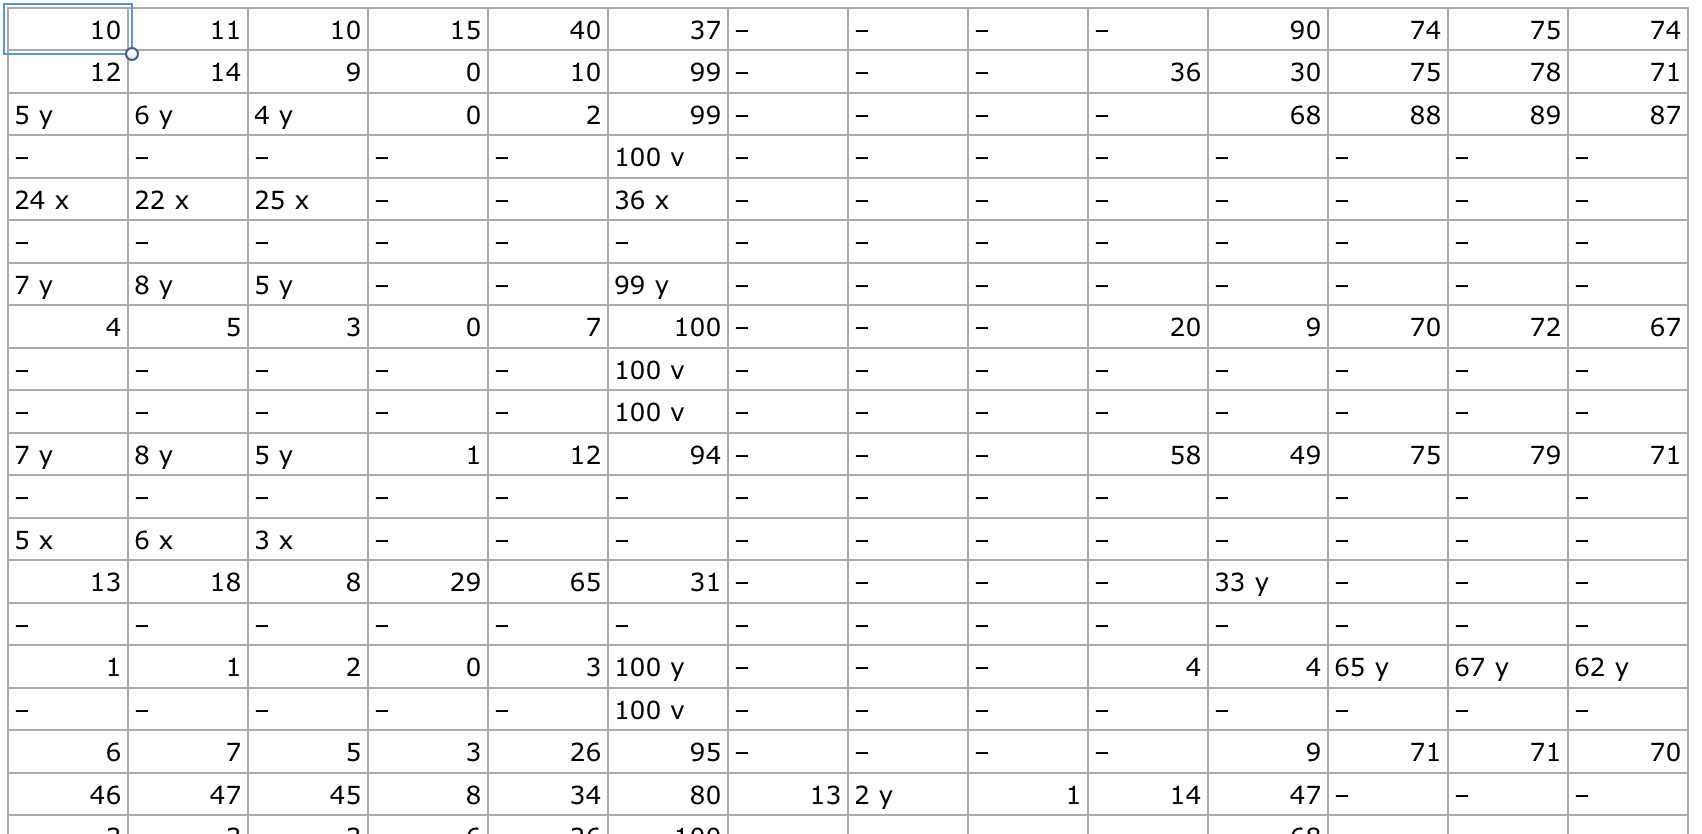 10 11 10 15 40 37 – – – – 90 74 75 74
12 14 9 0 10 99 – – – 36 30 75 78 71
5 y 6 y 4 y 0 2 99 – – – – 68 88 89 87
– – – – – 100 v – – – – – – – –
24 x 22 x 25 x – – 36 x – – – – – – – –
– – – – – – – – – – – – – –
7 y 8 y 5 y – – 99 y – – – – – – – –
4 5 3 0 7 100 – – – 20 9 70 72 67
– – – – – 100 v – – – – – – – –
– – – – – 100 v – – – – – – – –
7 y 8 y 5 y 1 12 94 – – – 58 49 75 79 71
– – – – – – – – – – – – – –
5 x 6 x 3 x – – – – – – – – – – –
13 18 8 29 65 31 – – – – 33 y – – –
– – – – – – – – – – – – – –
1 1 2 0 3 100 y – – – 4 4 65 y 67 y 62 y
– – – – – 100 v – – – – – – – –
6 7 5 3 26 95 – – – – 9 71 71 70
46 47 45 8 34 80 13 2 y 1 14 47 – – –